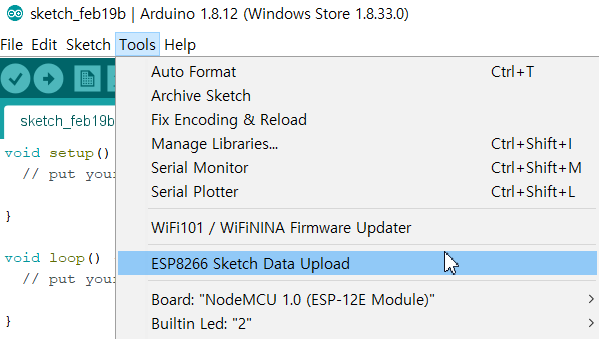 sketch_feb19b | Arduino 1.8.12 (Windows Store 1.8.33.0)
File Edit Sketch Tools Help
Auto Format Ctrl+T
Archive Sketch
sketch_feb19b
Fix Encoding & Reload
Manage Libraries... Ctrl+Shift+I
void setup()
Serial Monitor Ctrl+Shift+M
// put your
Serial Plotter Ctrl+Shift+L
}
WiFi101 / WiFiNINA Firmware Updater
void loop()
ESP8266 Sketch Data Upload
// put your
Board: "NodeMCU 1.0 (ESP-12E Module)"
}
Builtin Led: "2"